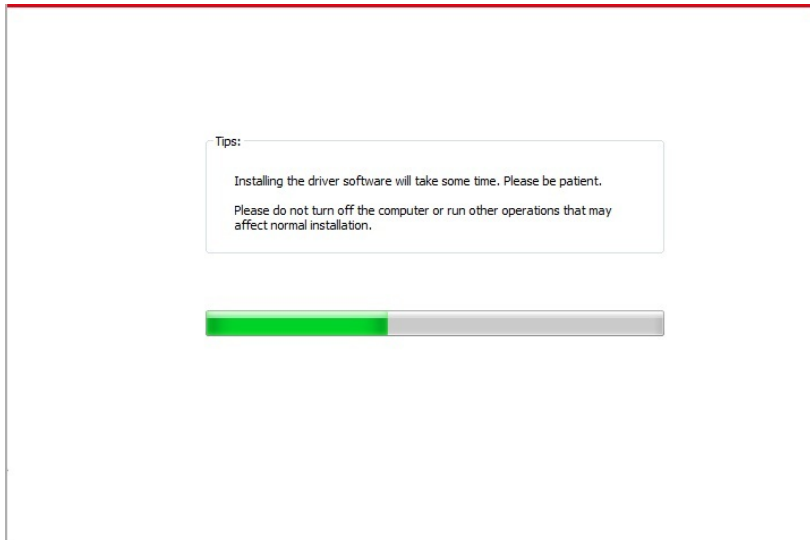 Tips:
Installing the driver software will take some time. Please be patient.
Please do not turn off the computer or run other operations that may
affect normal installation.